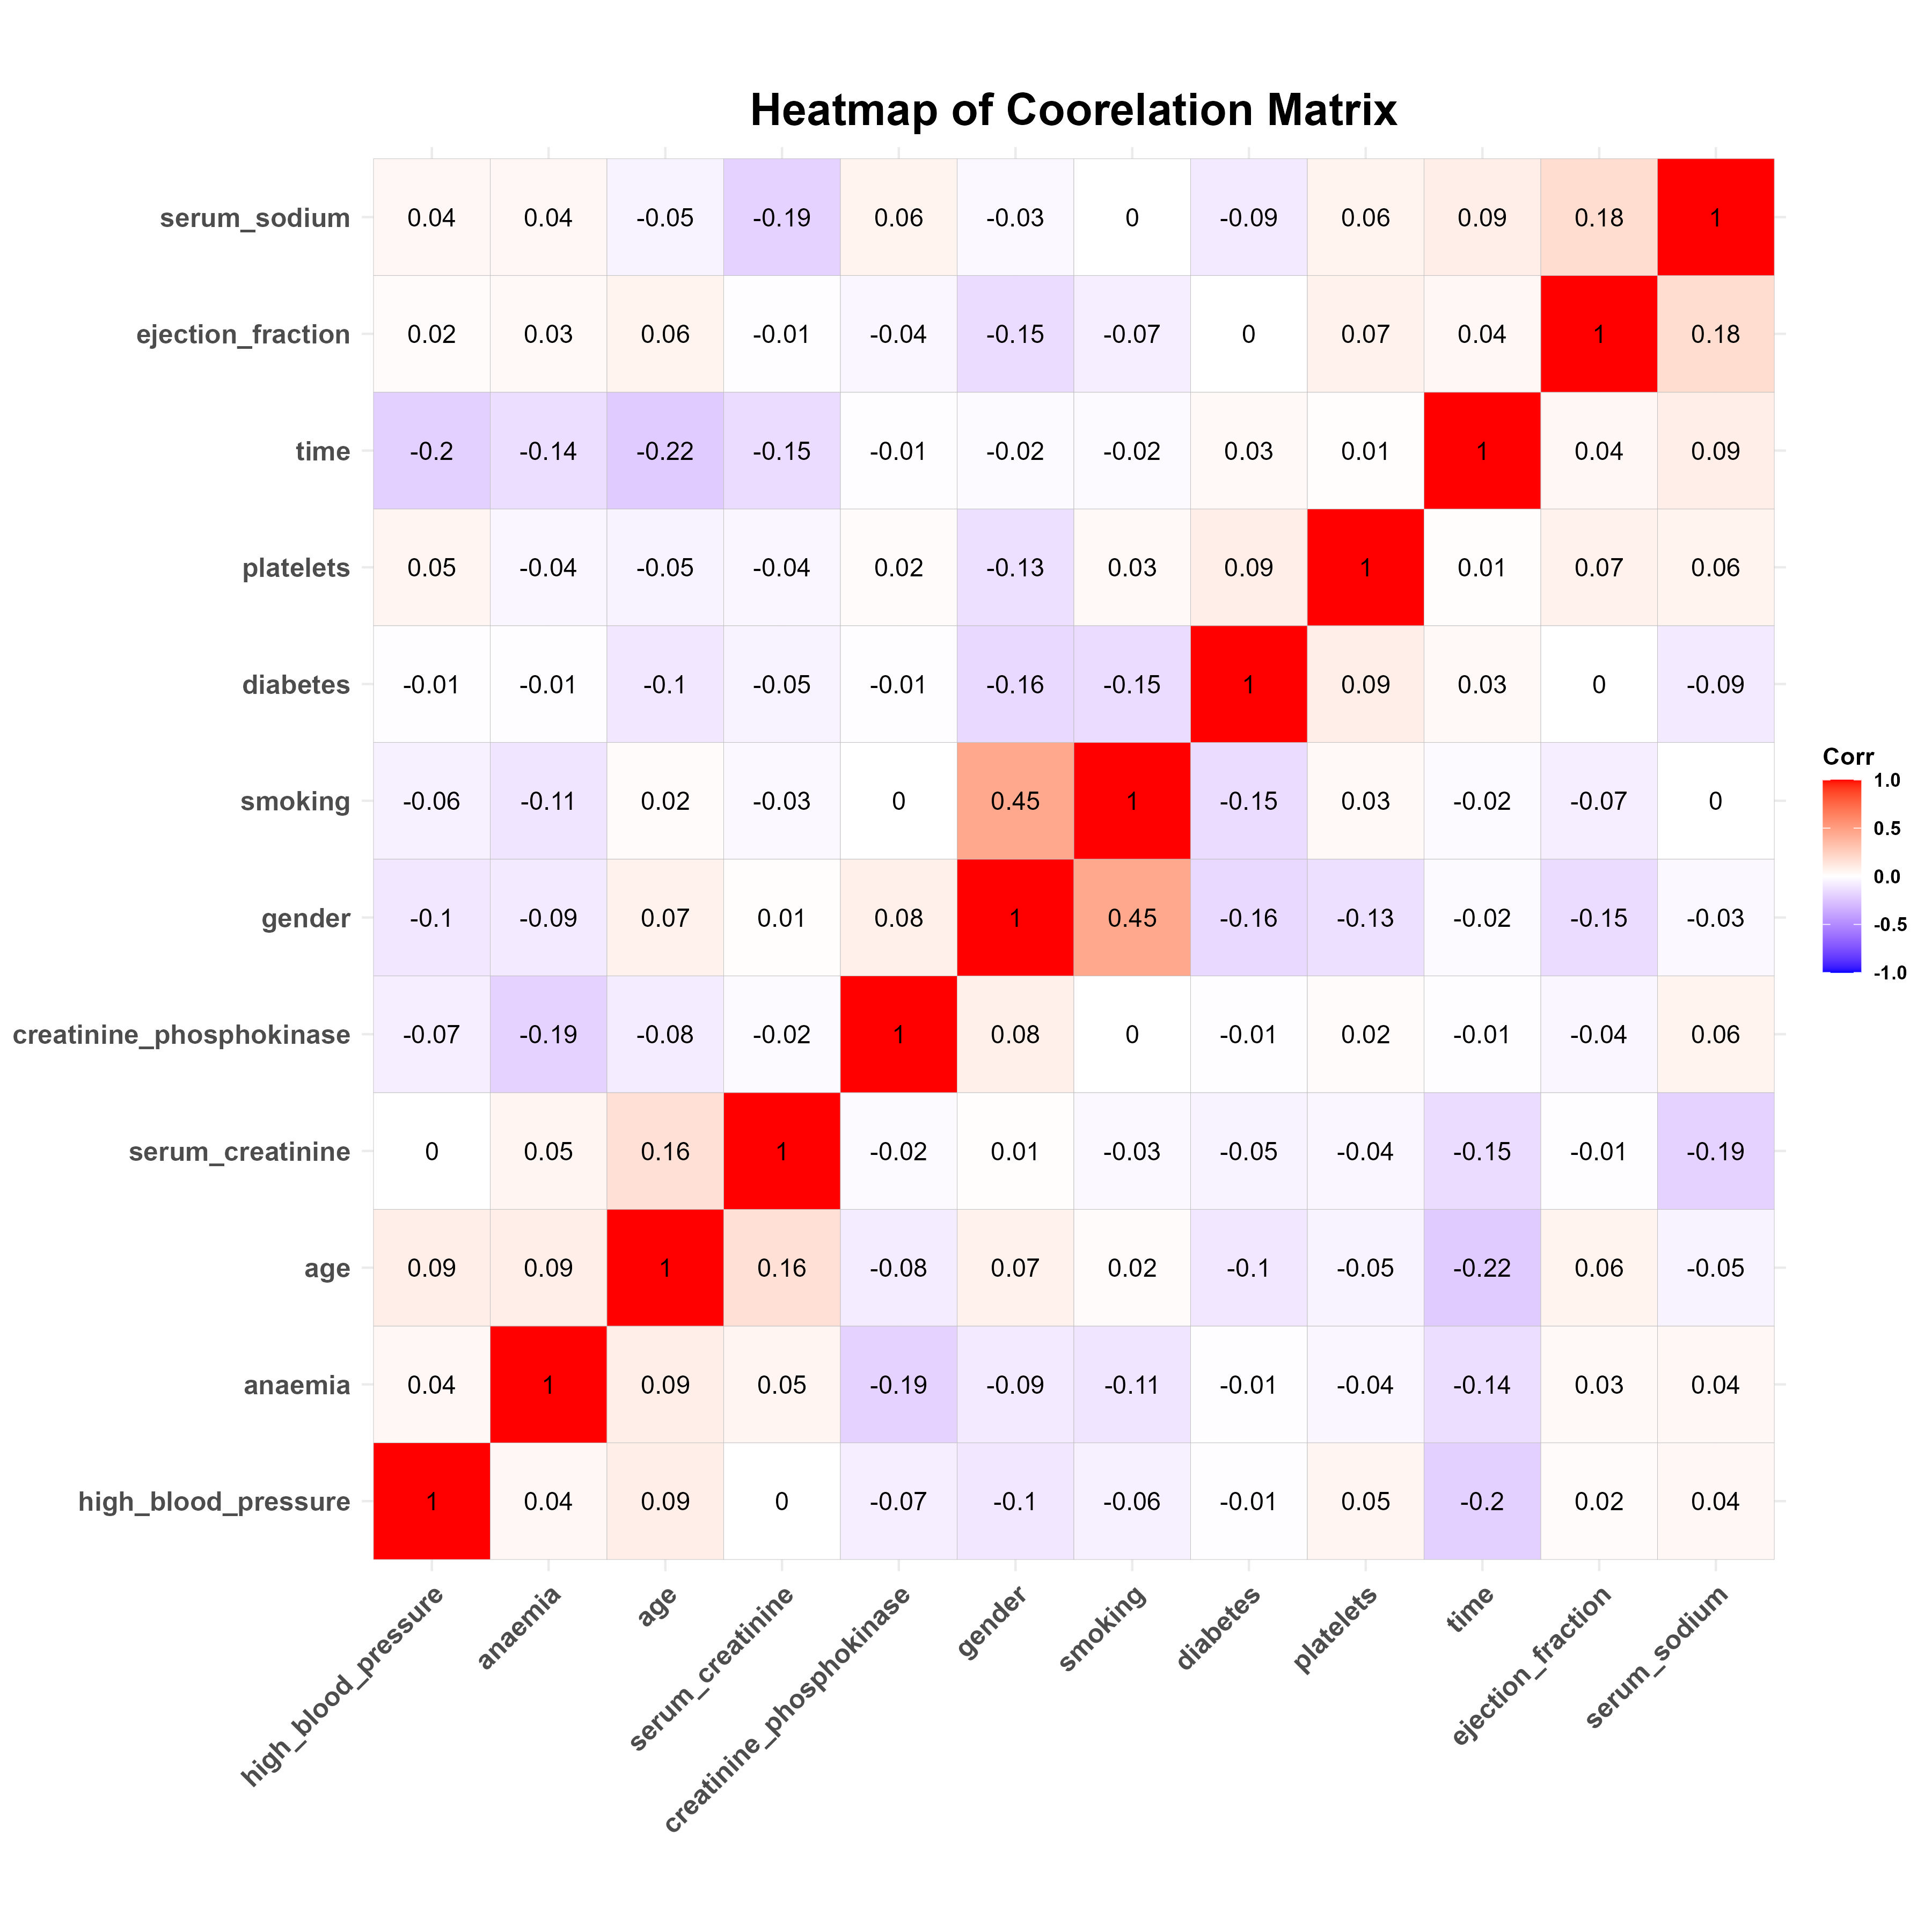 Heatmap of Coorelation Matrix
serum_sodium 0.04 0.04 -0.05 -0.19 0.06 -0.03 0 -0.09 0.06 0.09 0.18 1
ejection_fraction 0.02 0.03 0.06 -0.01 -0.04 -0.15 -0.07 0 0.07 0.04 1 0.18
time -0.2 -0.14 -0.22 -0.15 -0.01 -0.02 -0.02 0.03 0.01 1 0.04 0.09
platelets 0.05 -0.04 -0.05 -0.04 0.02 -0.13 0.03 0.09 1 0.01 0.07 0.06
diabetes -0.01 -0.01 -0.1 -0.05 -0.01 -0.16 -0.15 1 0.09 0.03 0 -0.09
smoking -0.06 -0.11 0.02 -0.03 0 0.45 1 -0.15 0.03 -0.02 -0.07 0
gender -0.1 -0.09 0.07 0.01 0.08 1 0.45 -0.16 -0.13 -0.02 -0.15 -0.03
creatinine_phosphokinase -0.07 -0.19 -0.08 -0.02 1 0.08 0 -0.01 0.02 -0.01 -0.04 0.06
serum_creatinine 0 0.05 0.16 1 -0.02 0.01 -0.03 -0.05 -0.04 -0.15 -0.01 -0.19
age 0.09 0.09 1 0.16 -0.08 0.07 0.02 -0.1 -0.05 -0.22 0.06 -0.05
anaemia 0.04 1 0.09 0.05 -0.19 -0.09 -0.11 -0.01 -0.04 -0.14 0.03 0.04
high_blood_pressure 1 0.04 0.09 0 -0.07 -0.1 -0.06 -0.01 0.05 -0.2 0.02 0.04
high_blood_pressure anaemia age serum_creatinine creatinine_phosphokinase gender smoking diabetes platelets time ejection_fraction serum_sodium
Corr
1.0
0.5
0.0
-0.5
-1.0